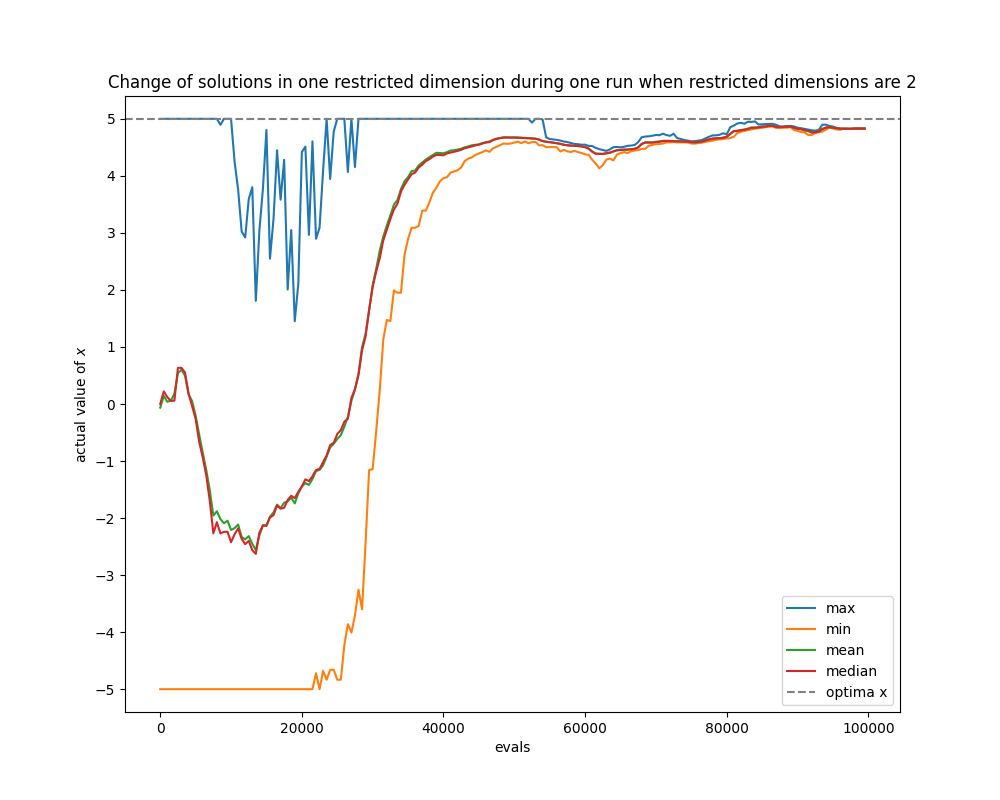 Change of solutions in one restricted dimension during one run when restricted dimensions are 2
5
4
3
2
1
0
−1
−2
−3
−4
−5
actual value of x
0 20000 40000 60000 80000 100000
evals
max
min
mean
median
optima x